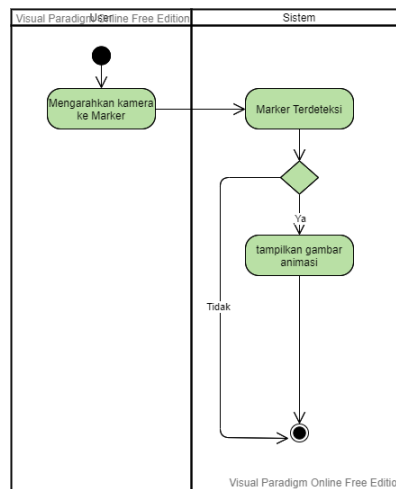 Visual Paradigm Online Free Edition
User
Sistem
Mengarahkan kamera
ke Marker
Marker Terdeteksi
Ya
tampilkan gambar
animasi
Tidak
Visual Paradigm Online Free Editio